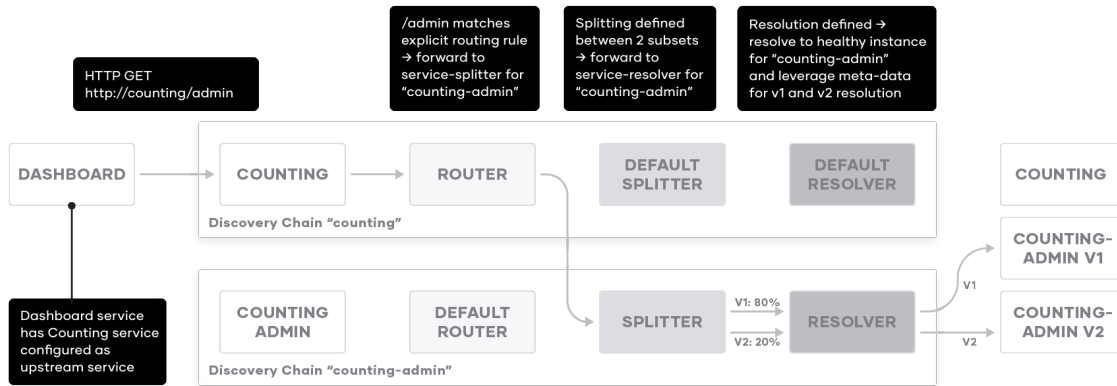 HTTP GET
http://counting/admin
/admin matches
explicit routing rule
→ forward to
service-splitter for
“counting-admin”
Splitting defined
between 2 subsets
→ forward to
service-resolver for
“counting-admin”
Resolution defined →
resolve to healthy instance
for “counting-admin”
and leverage meta-data
for v1 and v2 resolution
DASHBOARD
COUNTING
ROUTER
DEFAULT
SPLITTER
DEFAULT
RESOLVER
COUNTING
Discovery Chain “counting”
COUNTING-
ADMIN V1
Dashboard service
has Counting service
configured as
upstream service
COUNTING
ADMIN
DEFAULT
ROUTER
SPLITTER
V1: 80%
V2: 20%
RESOLVER
V1
V2
COUNTING-
ADMIN V2
Discovery Chain “counting-admin”